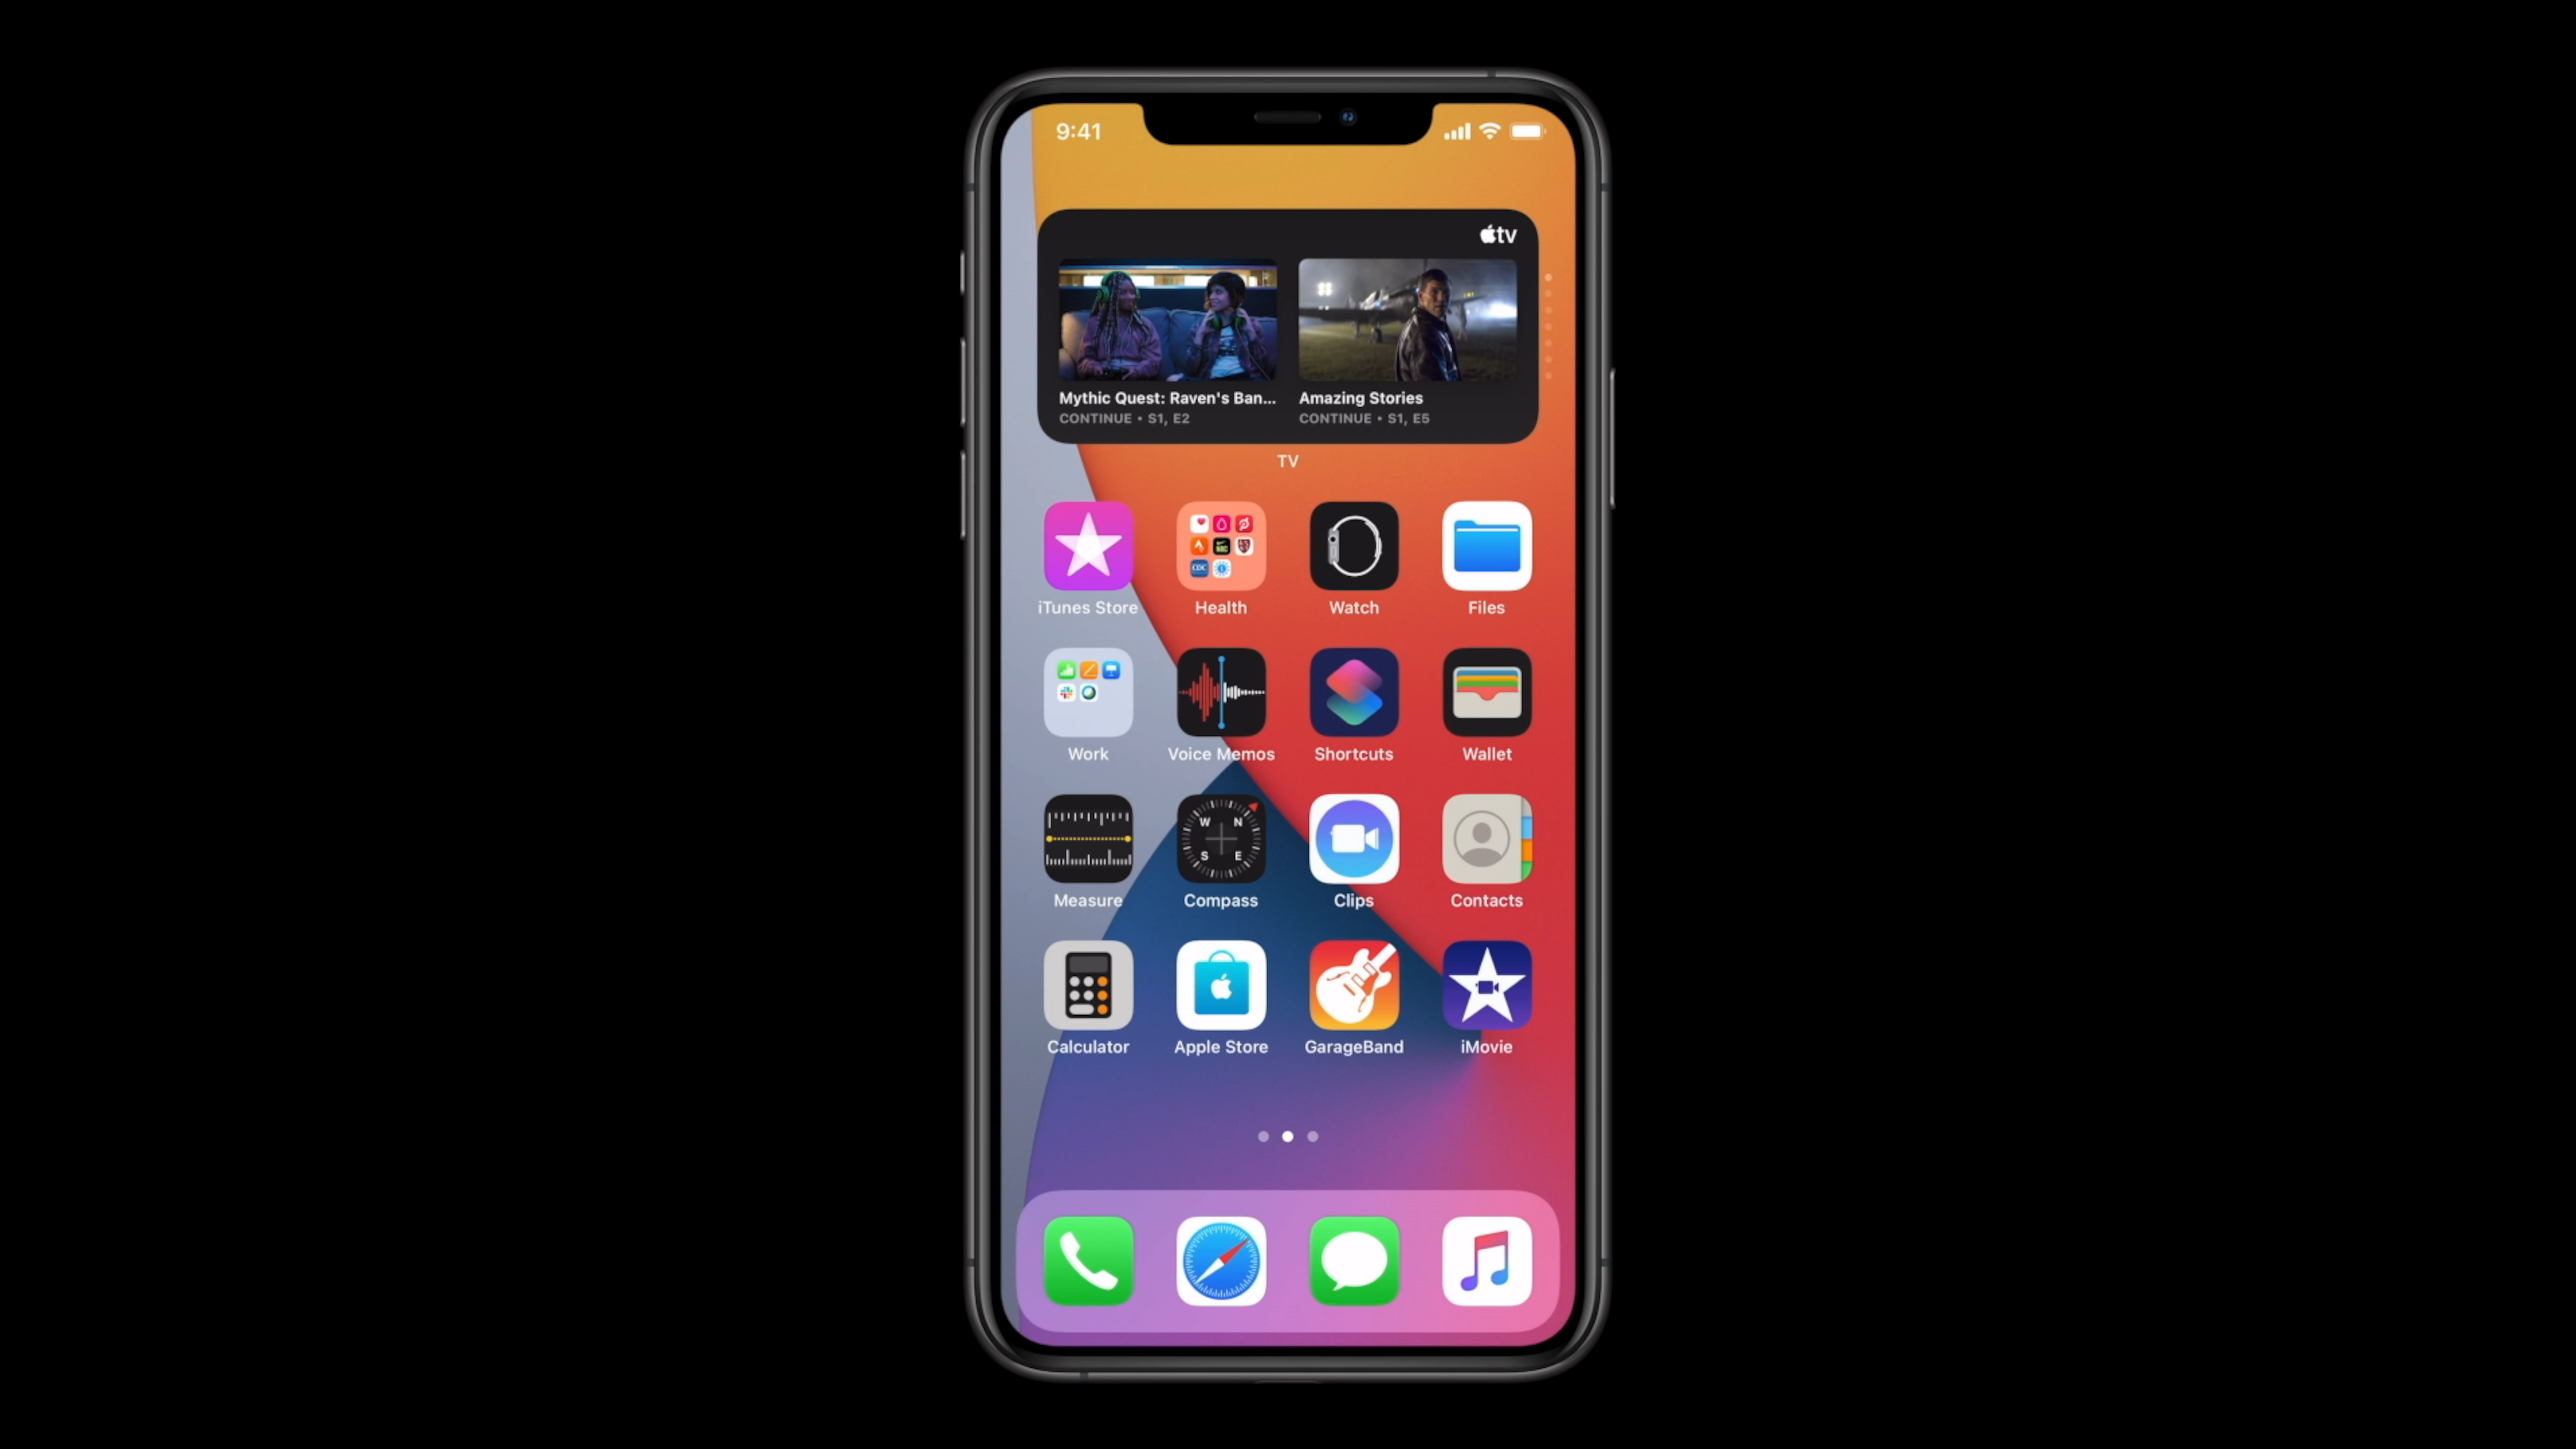 9:41
tv
Mythic Quest: Raven's Ban... Amazing Stories
CONTINUE • S1, E2 CONTINUE • S1, E5
TV
iTunes Store Health Watch Files
Work Voice Memos Shortcuts Wallet
W N
S E
Measure Compass Clips Contacts
Calculator Apple Store GarageBand iMovie